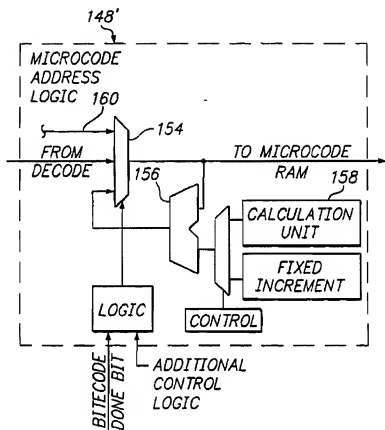 148'
MICROCODE
ADDRESS
LOGIC
160
154
FROM
DECODE
TO MICROCODE
RAM
156
158
CALCULATION
UNIT
FIXED
INCREMENT
LOGIC
CONTROL
BITECODE
DONE BIT
ADDITIONAL
CONTROL
LOGIC